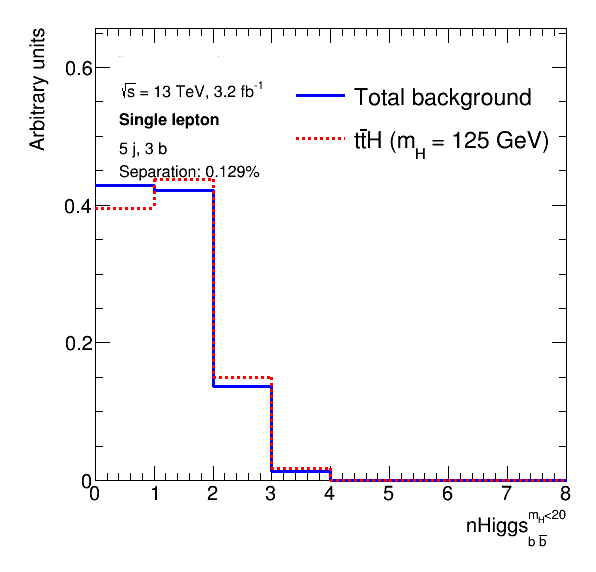 Arbitrary units
0.6
0.4
0.2
0
√s = 13 TeV, 3.2 fb⁻¹
Single lepton
5 j, 3 b
Separation: 0.129%
Total background
tt̄H (m_H = 125 GeV)
0 1 2 3 4 5 6 7 8
nHiggs_{b b̄}^{m_H<20}